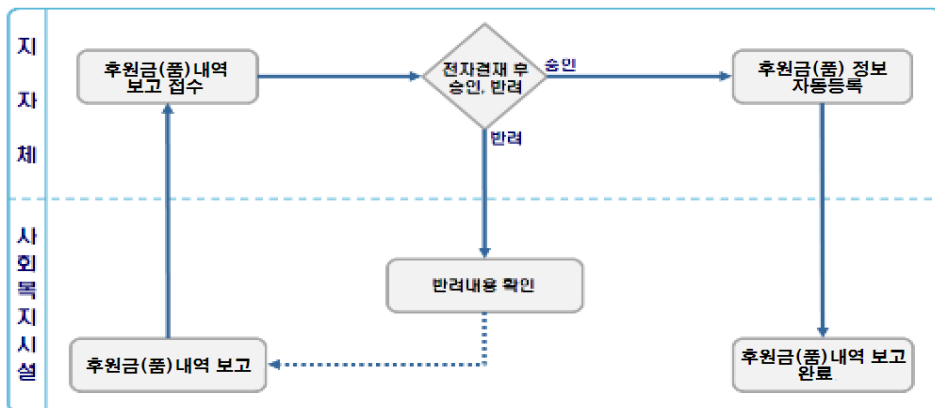 지자체
후원금(품)내역
보고 접수
전자결재 후
승인, 반려
승인
후원금(품) 정보
자동등록
반려
사회복지시설
반려내용 확인
후원금(품)내역 보고
후원금(품)내역 보고
완료